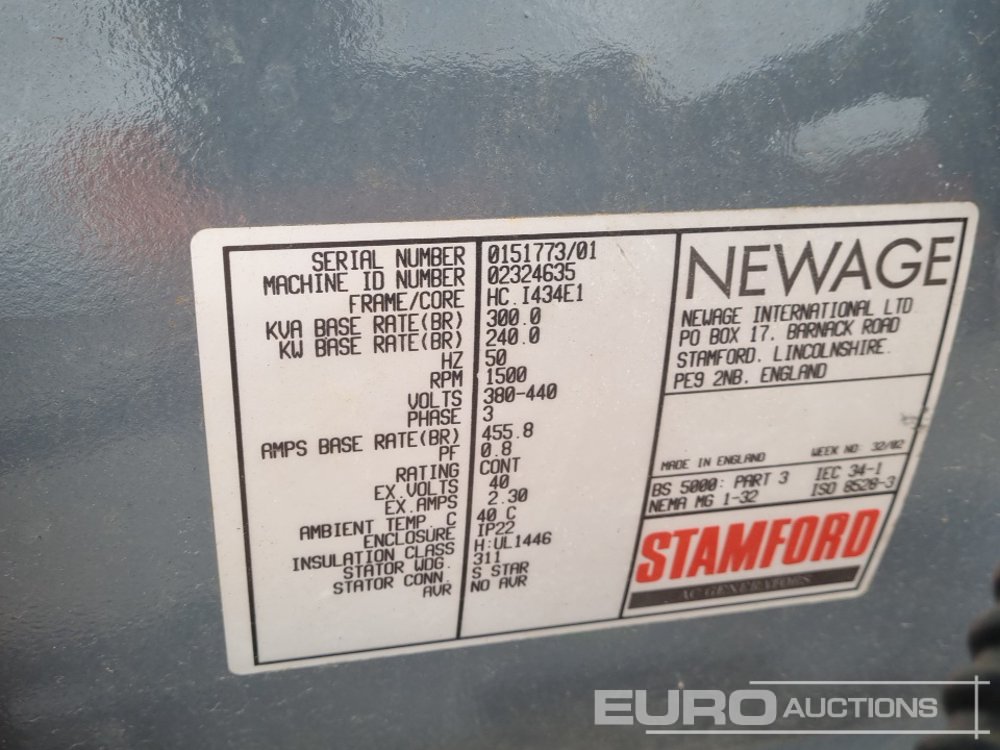 SERIAL NUMBER 0151773/01
MACHINE ID NUMBER 02324635
FRAME/CORE HC.I434E1
KVA BASE RATE(BR) 300.0
KW BASE RATE(BR) 240.0
HZ 50
RPM 1500
VOLTS 380-440
PHASE 3
AMPS BASE RATE(BR) 455.8
PF 0.8
RATING CONT
EX.VOLTS 40
EX.AMPS 2.30
AMBIENT TEMP. C 40 C
ENCLOSURE IP22
INSULATION CLASS H:UL1446
STATOR WDG. 311
STATOR CONN. S STAR
AVR NO AVR
NEWAGE
NEWAGE INTERNATIONAL LTD
PO BOX 17, BARNACK ROAD
STAMFORD, LINCOLNSHIRE.
PE9 2NB, ENGLAND
MADE IN ENGLAND WEEK NO: 32/02
BS 5000: PART 3 IEC 34-1
NEMA MG 1-32 ISO 8528-3
STAMFORD
AC GENERATORS
EURO AUCTIONS